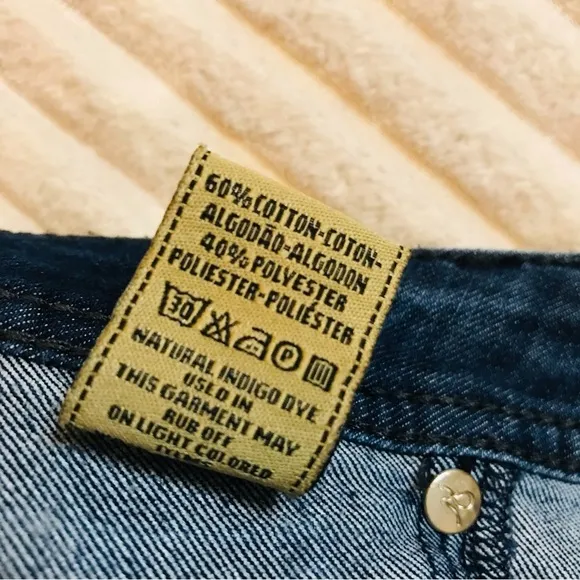 60% COTTON-COTON-
ALGODÃO-ALGODON
40% POLYESTER
POLIESTER-POLIÉSTER
30 P
NATURAL INDIGO DYE
USED IN
THIS GARMENT MAY
RUB OFF
ON LIGHT COLORED